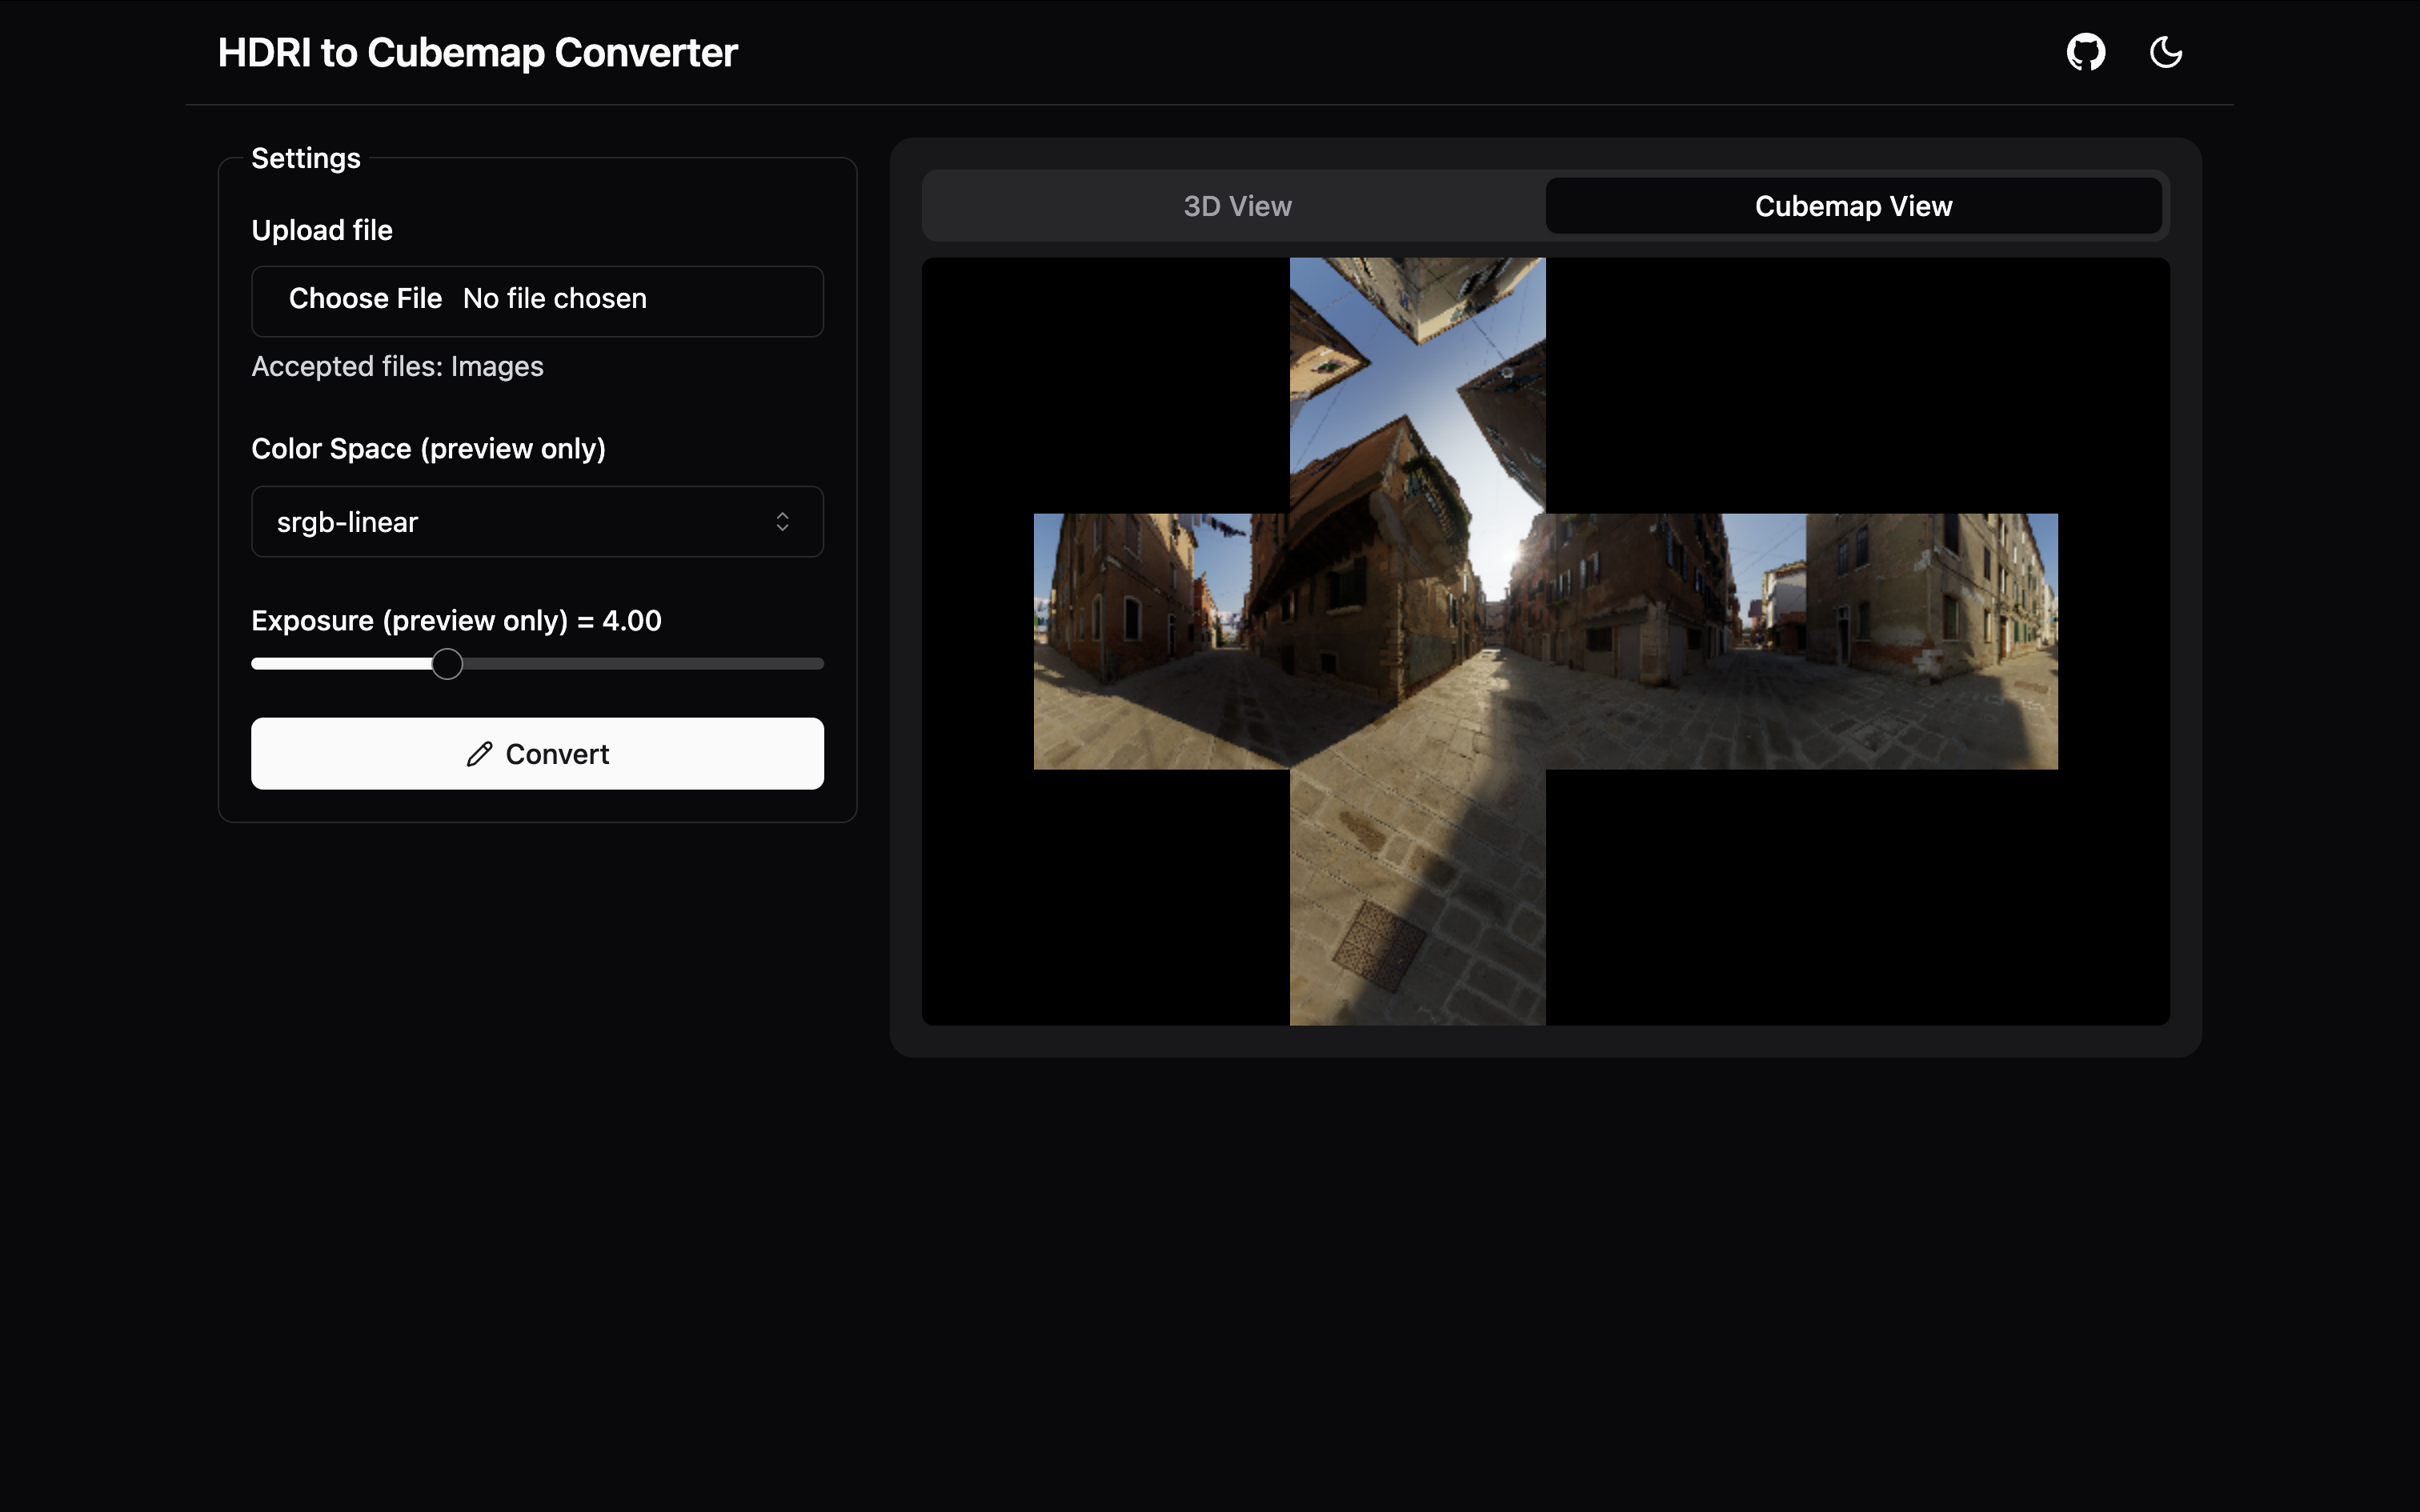 HDRI to Cubemap Converter
Settings
Upload file
Choose File No file chosen
Accepted files: Images
Color Space (preview only)
srgb-linear
Exposure (preview only) = 4.00
Convert
3D View
Cubemap View